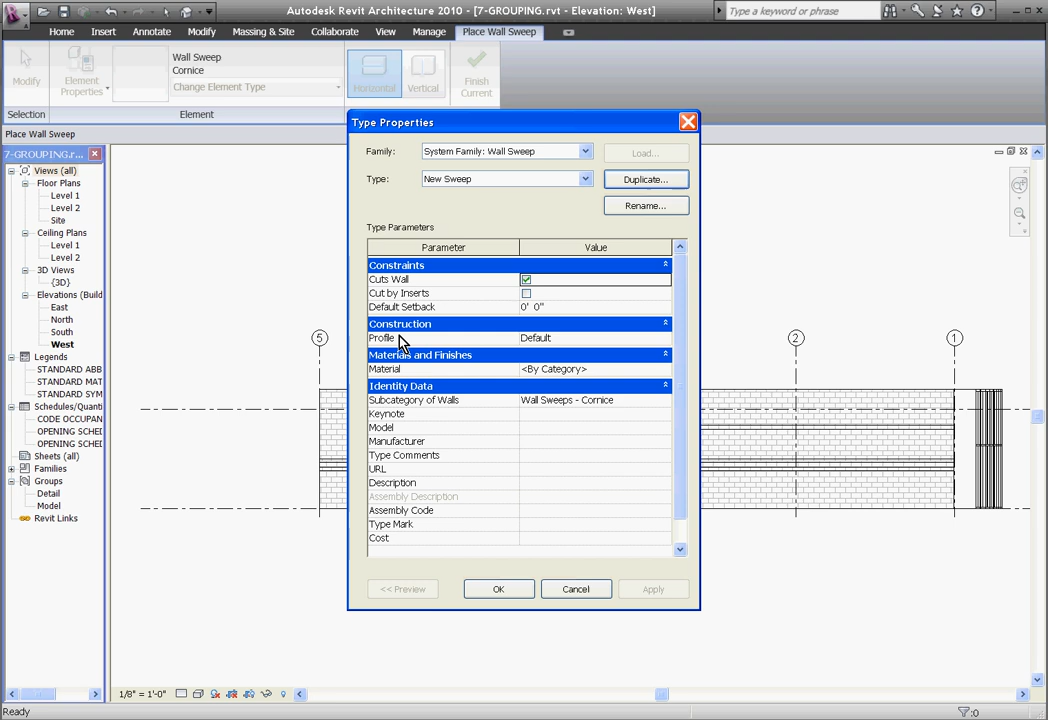 Autodesk Revit Architecture 2010 - [7-GROUPING.rvt - Elevation: West]
Type a keyword or phrase
Home Insert Annotate Modify Massing & Site Collaborate View Manage Place Wall Sweep
Modify
Element Properties
Wall Sweep
Cornice
Change Element Type
Horizontal
Vertical
Finish Current
Selection
Element
Place Wall Sweep
7-GROUPING.r...
Views (all)
Floor Plans
Level 1
Level 2
Site
Ceiling Plans
Level 1
Level 2
3D Views
{3D}
Elevations (Build
East
North
South
West
Legends
STANDARD ABB
STANDARD MAT
STANDARD SYM
Schedules/Quanti
CODE OCCUPAN
OPENING SCHED
OPENING SCHED
Sheets (all)
Families
Groups
Detail
Model
Revit Links
Type Properties
Family: System Family: Wall Sweep Load...
Type: New Sweep Duplicate...
Rename...
Type Parameters
Parameter Value
Constraints
Cuts Wall
Cut by Inserts
Default Setback 0' 0"
Construction
Profile Default
Materials and Finishes
Material <By Category>
Identity Data
Subcategory of Walls Wall Sweeps - Cornice
Keynote
Model
Manufacturer
Type Comments
URL
Description
Assembly Description
Assembly Code
Type Mark
Cost
<< Preview OK Cancel Apply
5 2 1
1/8" = 1'-0"
Ready
:0